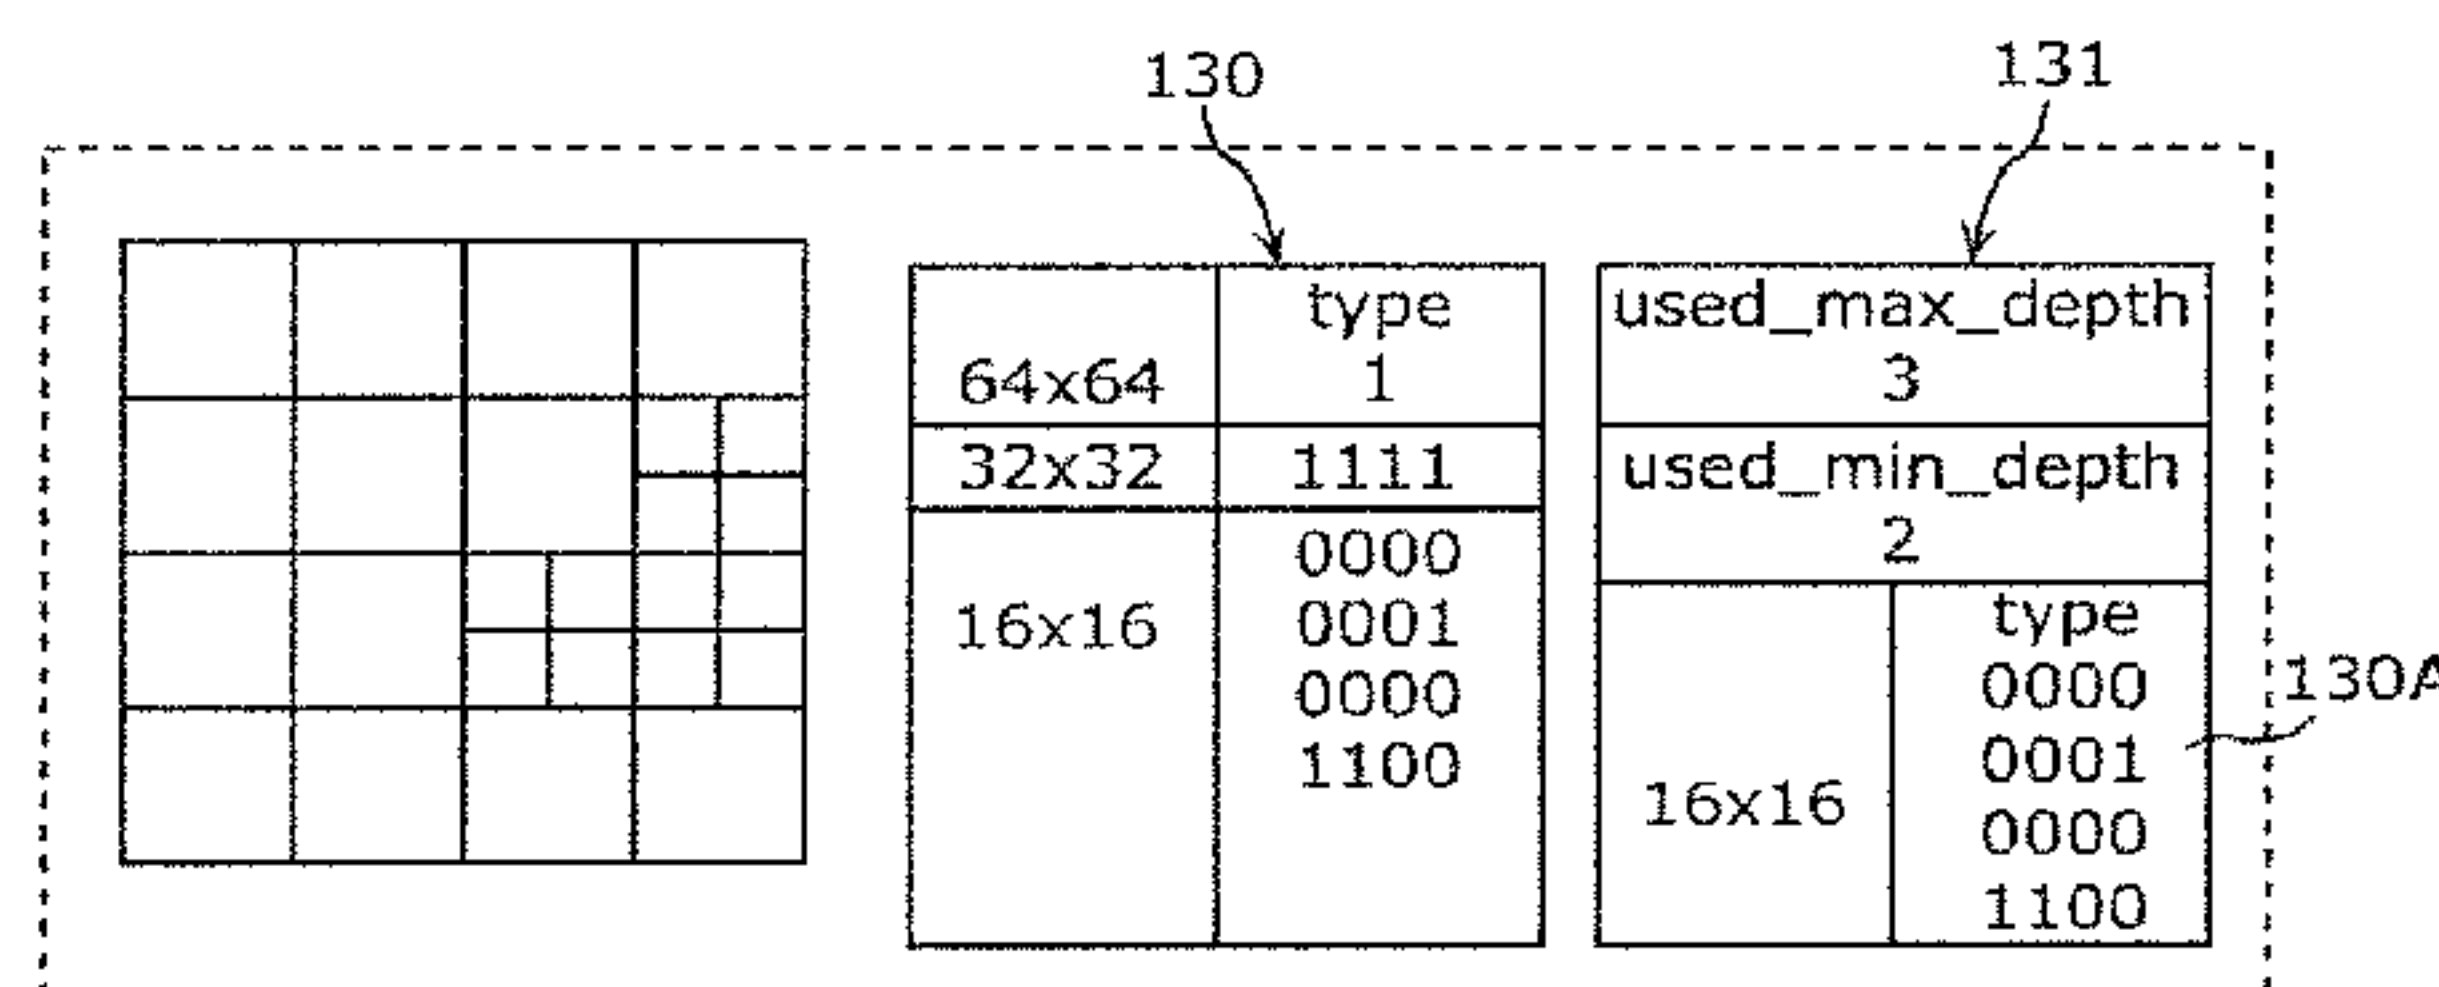 130
131
type
64x64 1
32x32 1111
0000
16x16 0001
0000
1100
used_max_depth
3
used_min_depth
2
type
0000
0001
16x16
0000
1100
130A